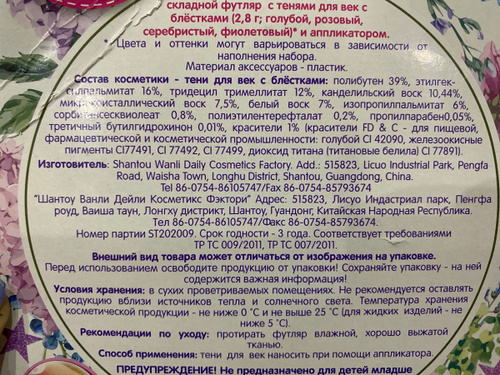 складной футляр с тенями для век с
блёстками (2,8 г; голубой, розовый,
серебристый, фиолетовый)* и аппликатором.
* Цвета и оттенки могут варьироваться в зависимости от
наполнения набора.
Материал аксессуаров - пластик.
Состав косметики - тени для век с блёстками: полибутен 39%, этилгек-
силпальмитат 16%, тридецил тримеллитат 12%, канделильский воск 10,44%,
микрокристаллический воск 7,5%, белый воск 7%, изопропилпальмитат 6%,
сорбитансесквиолеат 0,8%, полиэтилентерефталат 0,2%, пропилпарабен0,05%,
третичный бутилгидрохинон 0,01%, красители 1% (красители FD & C - для пищевой,
фармацевтической и косметической промышленности: голубой CI 42090, железоокисные
пигменты CI77491, CI 77492, CI 77499, диоксид титана (титановые белила) CI 77891).
Изготовитель: Shantou Wanli Daily Cosmetics Factory. Add.: 515823, Licuo Industrial Park, Pengfa
Road, Waisha Town, Longhu District, Shantou, Guangdong, China.
Tel 86-0754-86105747/Fax 86-0754-85793674
"Шантоу Ванли Дейли Косметикс Фэктори" Адрес: 515823, Лисуо Индастриал парк, Пенгфа
роуд, Вайша таун, Лонгху дистрикт, Шантоу, Гуандонг, Китайская Народная Республика.
Тел 86-0754-86105747/Факс 86-0754-85793674.
Номер партии ST202009. Срок годности - 3 года. Соответствует требованиям
ТР ТС 009/2011, ТР ТС 007/2011.
Внешний вид товара может отличаться от изображения на упаковке.
Перед использованием освободите продукцию от упаковки! Сохраняйте упаковку - на ней
содержится важная информация!
Условия хранения: в сухих проветриваемых помещениях. Не рекомендуется оставлять
продукцию вблизи источников тепла и солнечного света. Температура хранения
косметической продукции - не ниже 0 °C и не выше 25 °C (для жидких изделий - не
ниже 5 °C).
Рекомендации по уходу: протирать футляр влажной, хорошо выжатой
тканью.
Способ применения: тени для век наносить при помощи аппликатора.
ПРЕДУПРЕЖДЕНИЕ! Не предназначено для детей младше